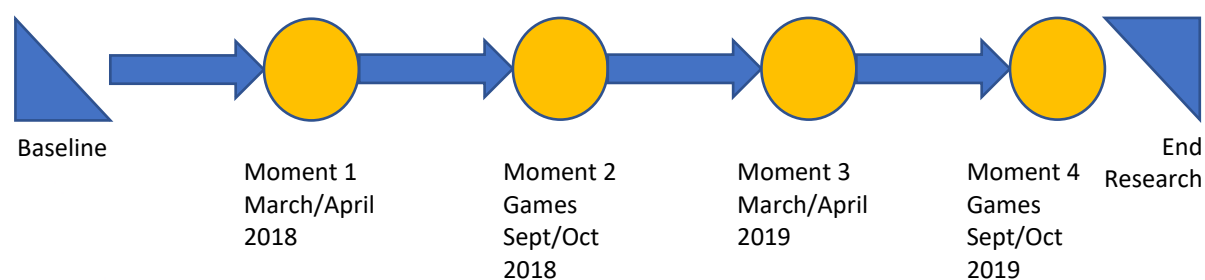 Baseline
Moment 1
March/April
2018
Moment 2
Games
Sept/Oct
2018
Moment 3
March/April
2019
Moment 4
Games
Sept/Oct
2019
End
Research